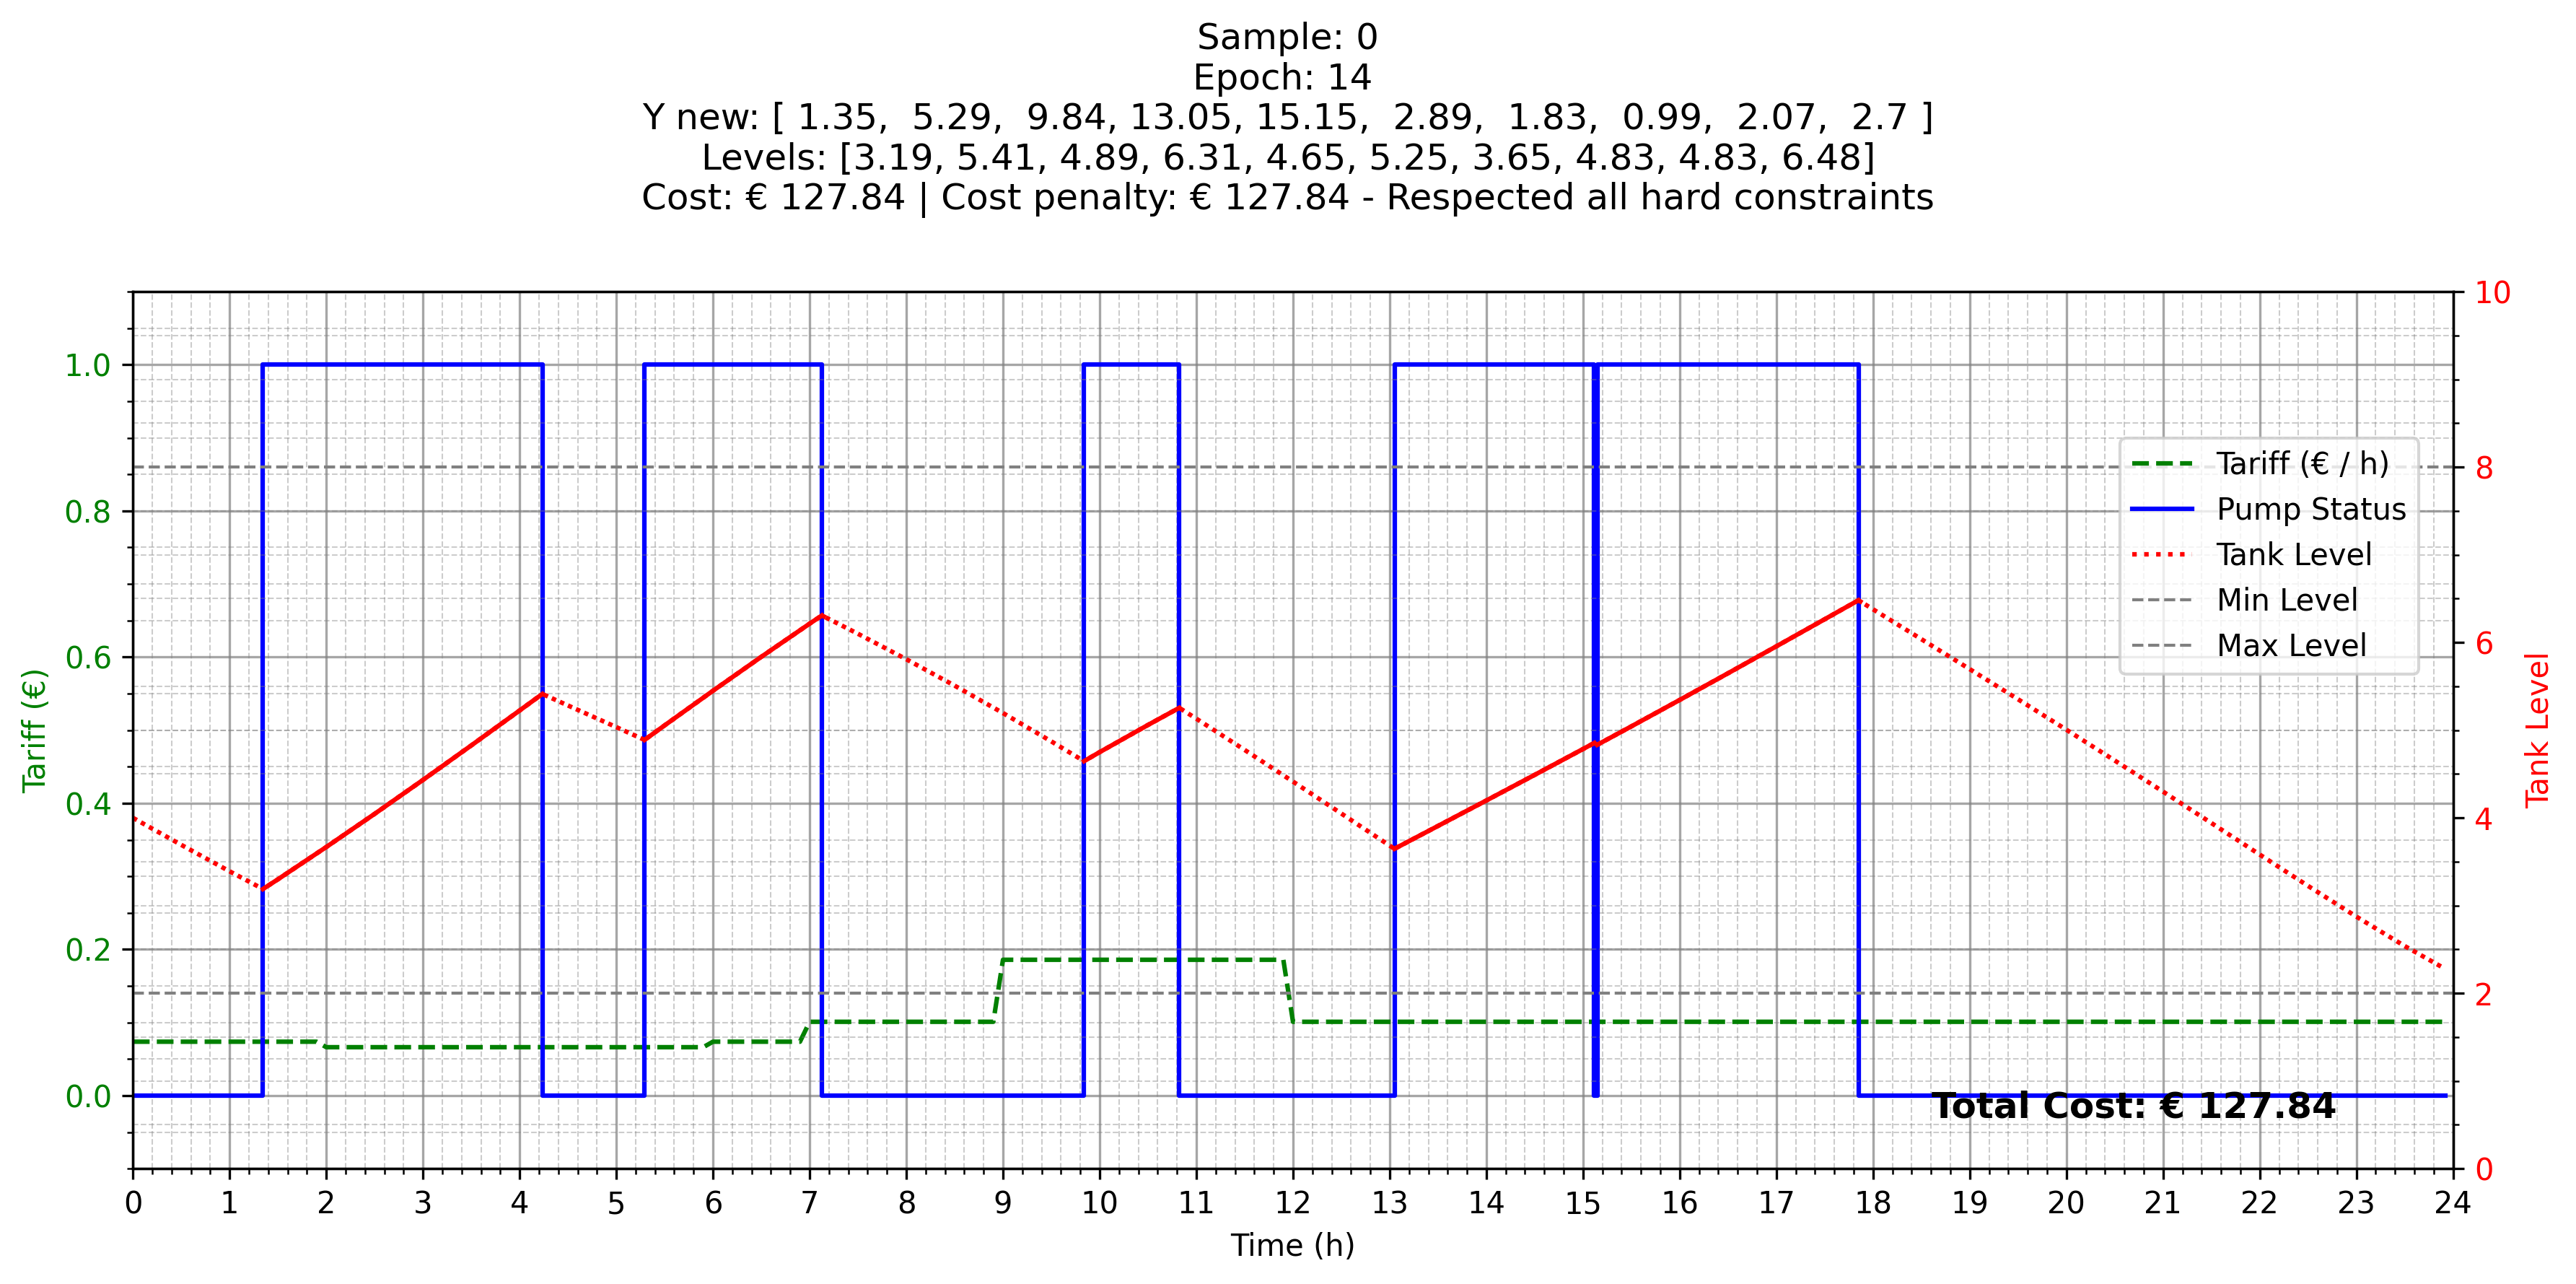 Sample: 0
Epoch: 14
Y new: [ 1.35,  5.29,  9.84, 13.05, 15.15,  2.89,  1.83,  0.99,  2.07,  2.7 ]
Levels: [3.19, 5.41, 4.89, 6.31, 4.65, 5.25, 3.65, 4.83, 4.83, 6.48]
Cost: € 127.84 | Cost penalty: € 127.84 - Respected all hard constraints
1.0
0.8
0.6
0.4
0.2
0.0
Tariff (€)
10
8
6
4
2
0
Tank Level
Tariff (€ / h)
Pump Status
Tank Level
Min Level
Max Level
Total Cost: € 127.84
0 1 2 3 4 5 6 7 8 9 10 11 12 13 14 15 16 17 18 19 20 21 22 23 24
Time (h)